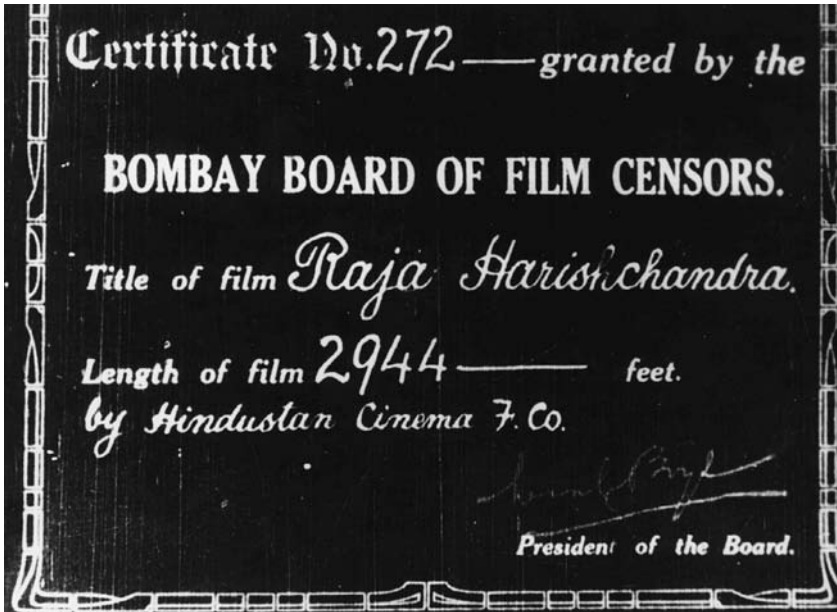 Certificate No. 272 — granted by the
BOMBAY BOARD OF FILM CENSORS.
Title of film Raja Harishchandra.
Length of film 2944 — feet.
by Hindustan Cinema F. Co.
President of the Board.